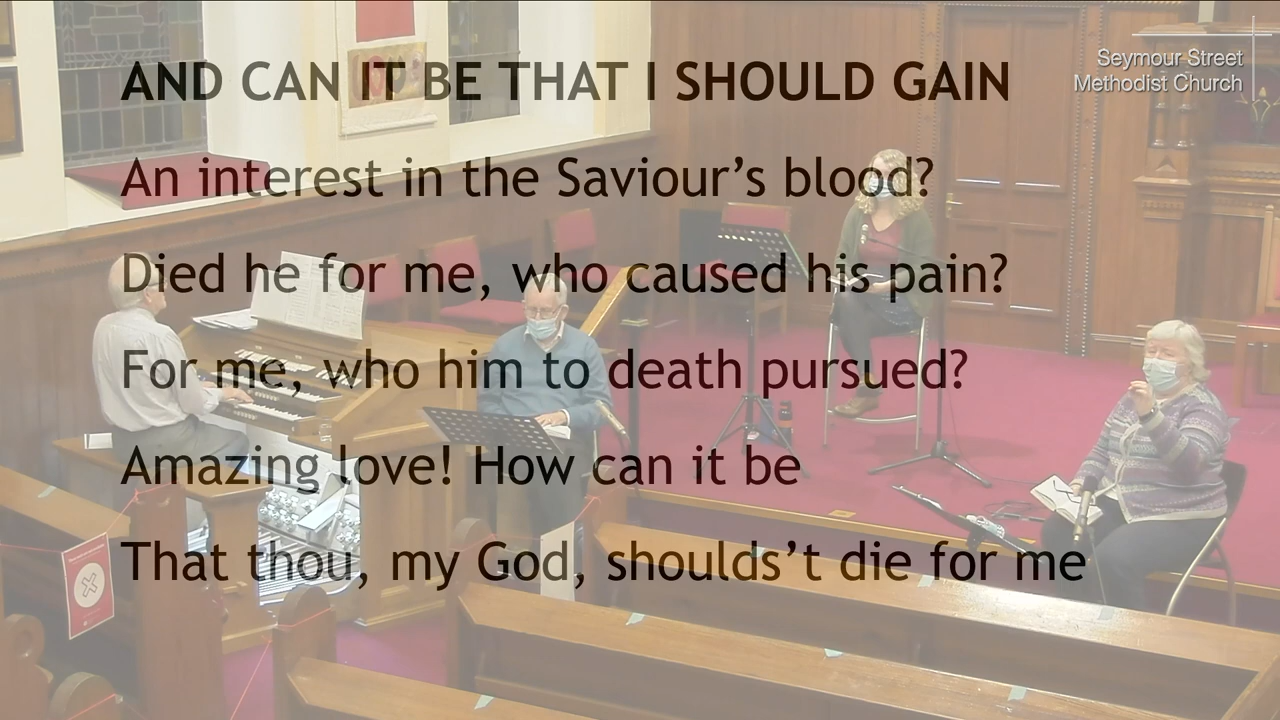 AND CAN IT BE THAT I SHOULD GAIN
Seymour Street
Methodist Church
An interest in the Saviour’s blood?
Died he for me, who caused his pain?
For me, who him to death pursued?
Amazing love! How can it be
That thou, my God, shoulds’t die for me